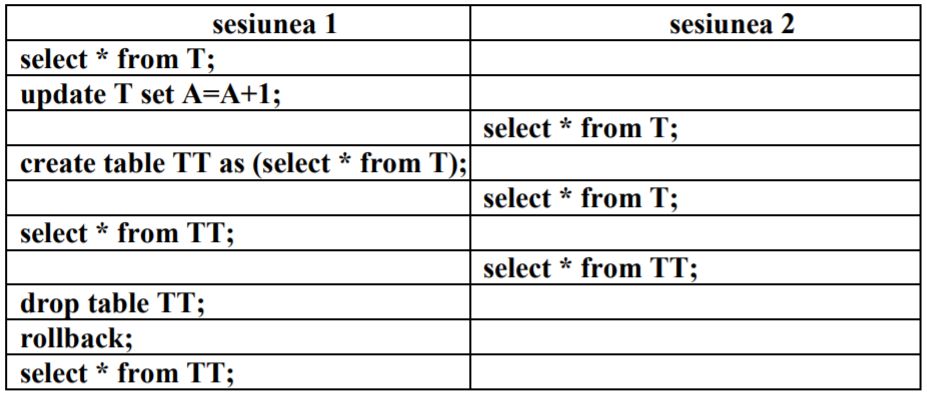 sesiunea 1 sesiunea 2
select * from T;
update T set A=A+1;
select * from T;
create table TT as (select * from T);
select * from T;
select * from TT;
select * from TT;
drop table TT;
rollback;
select * from TT;